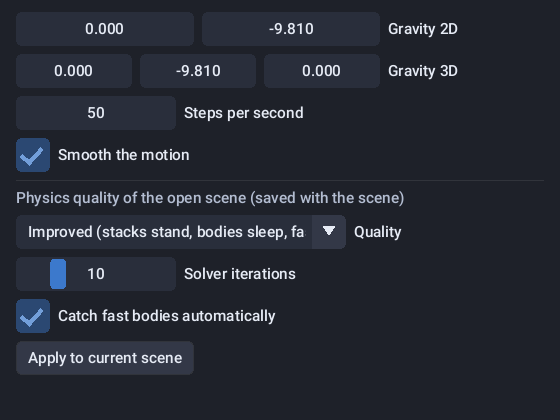 0.000 -9.810 Gravity 2D
0.000 -9.810 0.000 Gravity 3D
50 Steps per second
Smooth the motion
Physics quality of the open scene (saved with the scene)
Improved (stacks stand, bodies sleep, fa Quality
10 Solver iterations
Catch fast bodies automatically
Apply to current scene